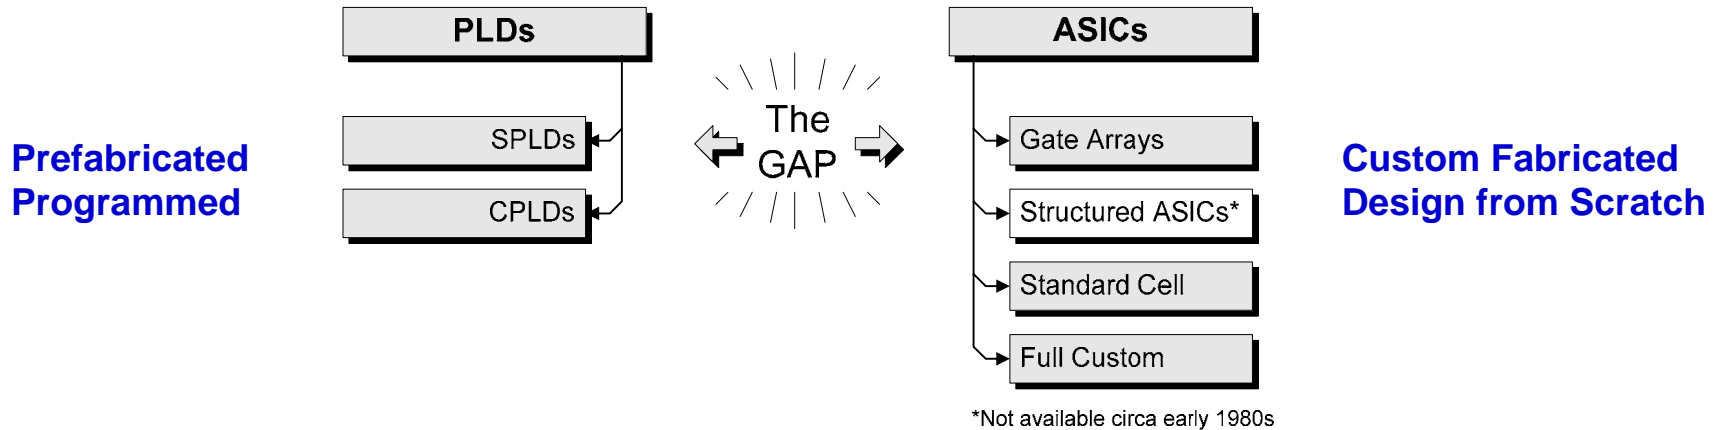 PLDs
ASICs
The
GAP
SPLDs
CPLDs
Gate Arrays
Structured ASICs*
Standard Cell
Full Custom
*Not available circa early 1980s
Prefabricated
Programmed
Custom Fabricated
Design from Scratch